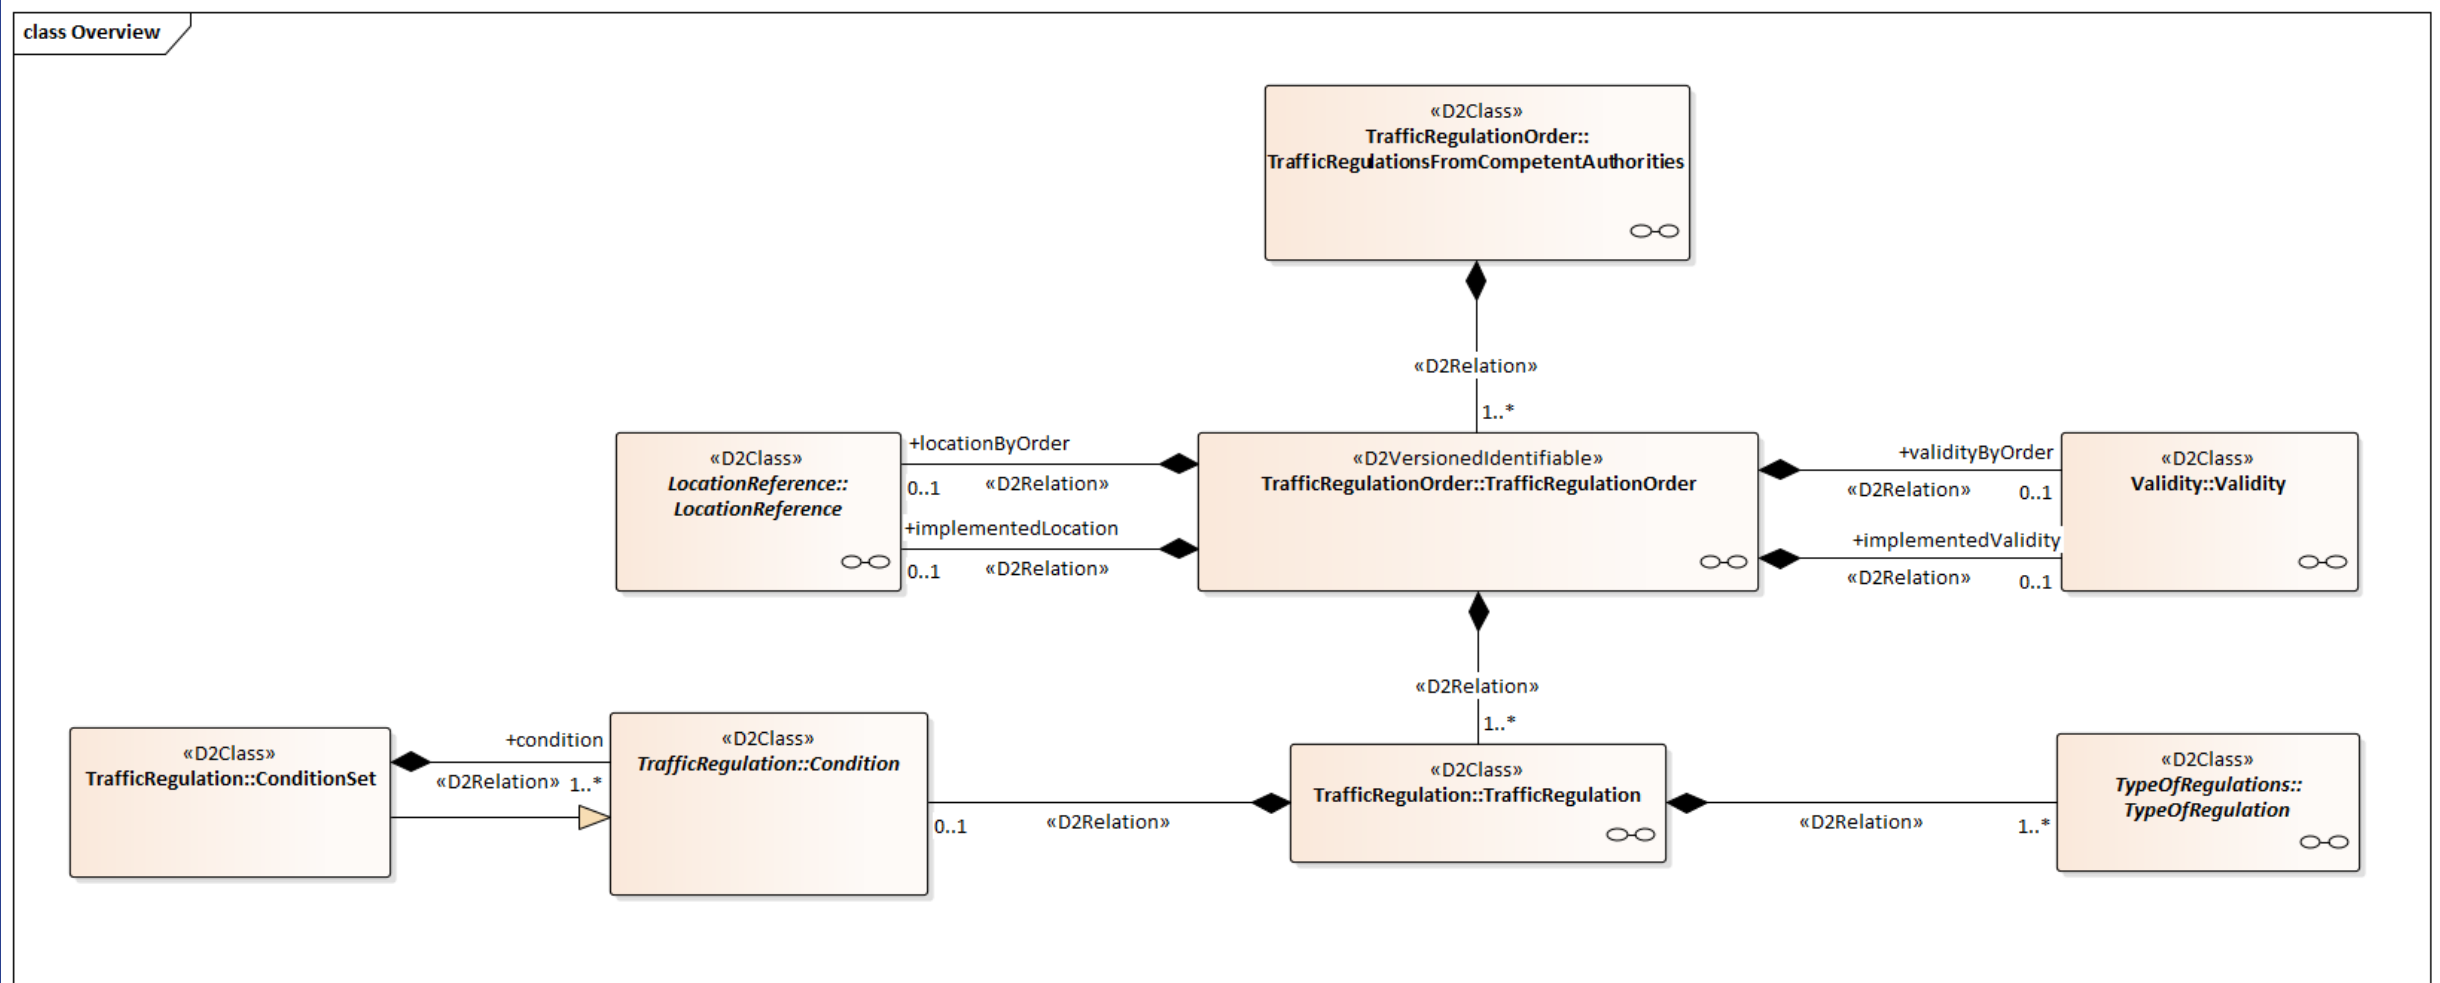 class Overview
«D2Class»
TrafficRegulationOrder::
TrafficRegulationsFromCompetentAuthorities
«D2Relation»
1..*
«D2Class»
LocationReference::
LocationReference
+locationByOrder
0..1
«D2Relation»
+implementedLocation
0..1
«D2Relation»
«D2VersionedIdentifiable»
TrafficRegulationOrder::TrafficRegulationOrder
+validityByOrder
«D2Relation»
0..1
+implementedValidity
«D2Relation»
0..1
«D2Class»
Validity::Validity
«D2Relation»
1..*
«D2Class»
TrafficRegulation::ConditionSet
+condition
«D2Relation»
1..*
«D2Class»
TrafficRegulation::Condition
0..1
«D2Relation»
«D2Class»
TrafficRegulation::TrafficRegulation
«D2Relation»
1..*
«D2Class»
TypeOfRegulations::
TypeOfRegulation